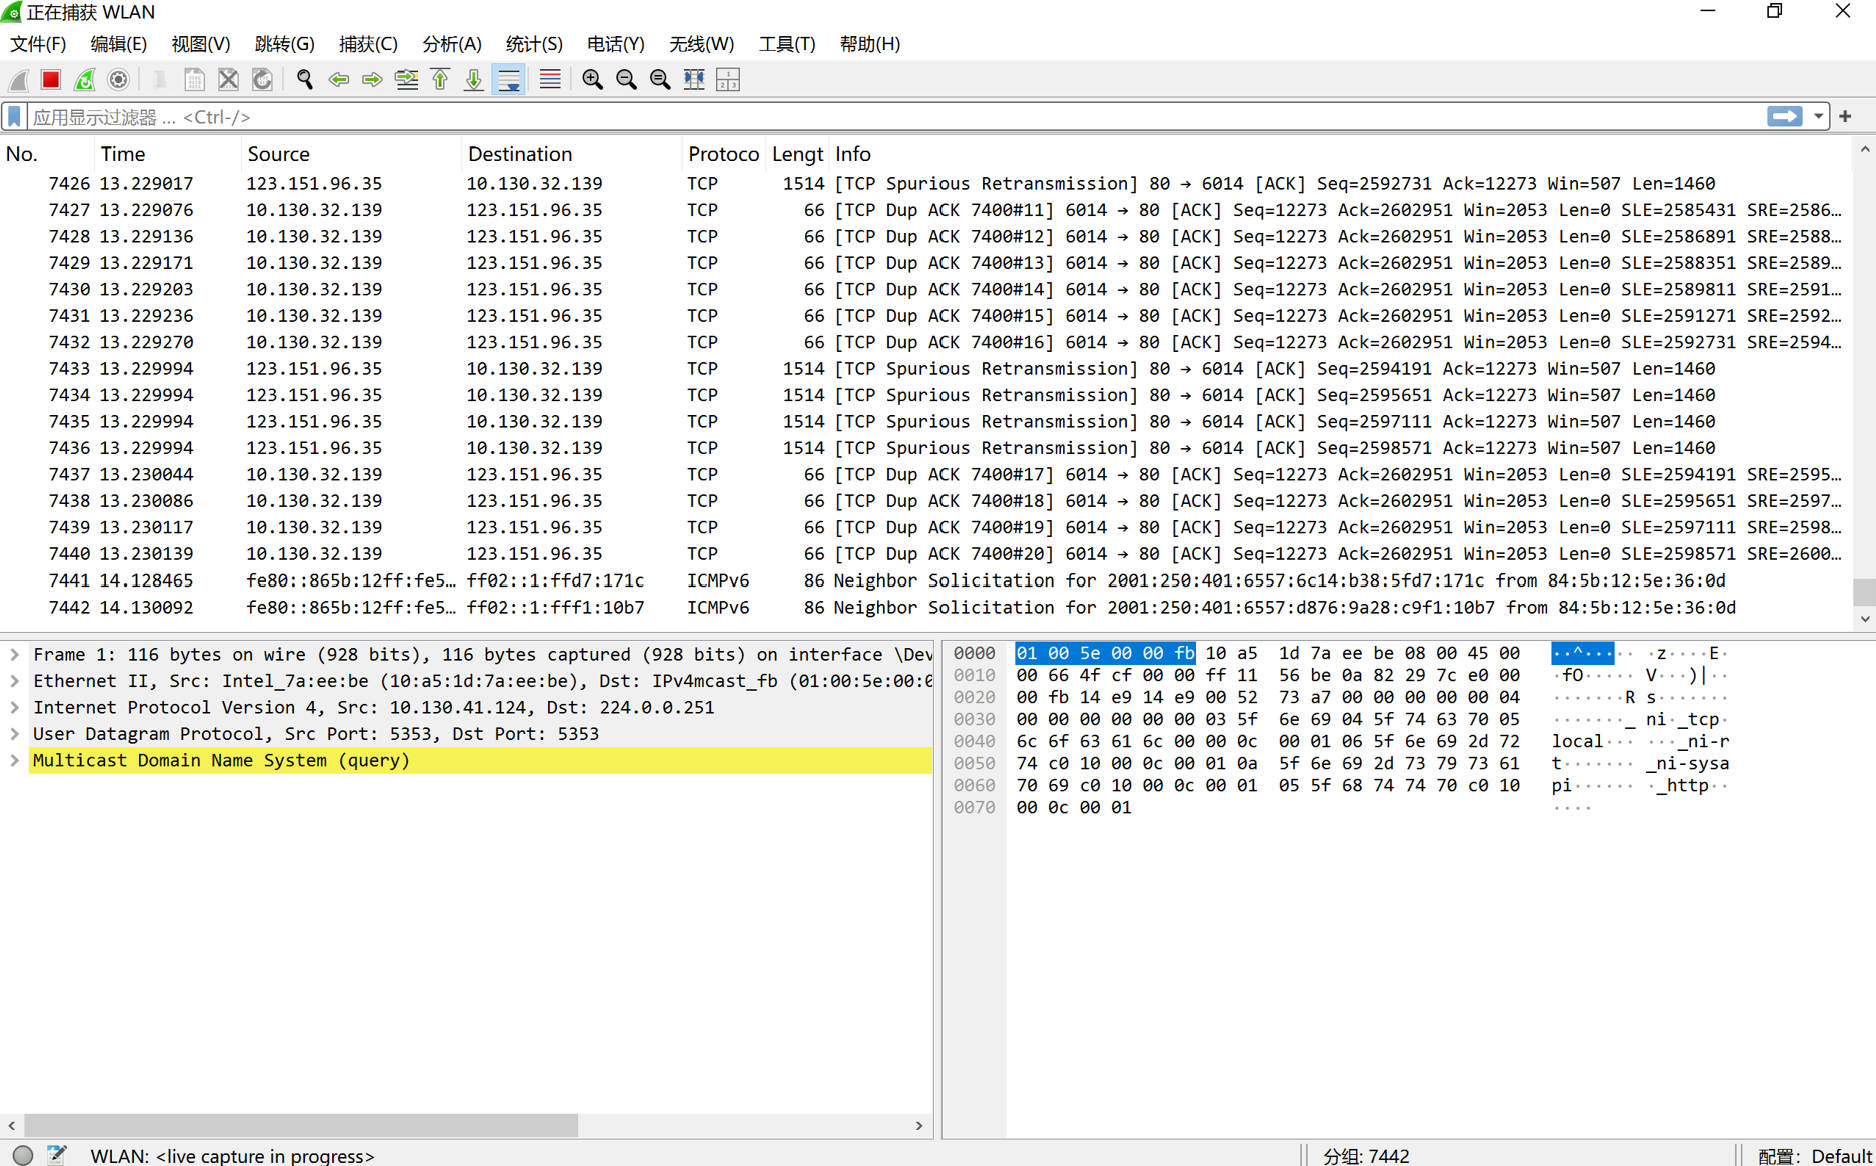 正在捕获 WLAN
文件(F) 编辑(E) 视图(V) 跳转(G) 捕获(C) 分析(A) 统计(S) 电话(Y) 无线(W) 工具(T) 帮助(H)
应用显示过滤器 … <Ctrl-/>
No. Time Source Destination Protoco Lengt Info
7426 13.229017 123.151.96.35 10.130.32.139 TCP 1514 [TCP Spurious Retransmission] 80 → 6014 [ACK] Seq=2592731 Ack=12273 Win=507 Len=1460
7427 13.229076 10.130.32.139 123.151.96.35 TCP 66 [TCP Dup ACK 7400#11] 6014 → 80 [ACK] Seq=12273 Ack=2602951 Win=2053 Len=0 SLE=2585431 SRE=2586…
7428 13.229136 10.130.32.139 123.151.96.35 TCP 66 [TCP Dup ACK 7400#12] 6014 → 80 [ACK] Seq=12273 Ack=2602951 Win=2053 Len=0 SLE=2586891 SRE=2588…
7429 13.229171 10.130.32.139 123.151.96.35 TCP 66 [TCP Dup ACK 7400#13] 6014 → 80 [ACK] Seq=12273 Ack=2602951 Win=2053 Len=0 SLE=2588351 SRE=2589…
7430 13.229203 10.130.32.139 123.151.96.35 TCP 66 [TCP Dup ACK 7400#14] 6014 → 80 [ACK] Seq=12273 Ack=2602951 Win=2053 Len=0 SLE=2589811 SRE=2591…
7431 13.229236 10.130.32.139 123.151.96.35 TCP 66 [TCP Dup ACK 7400#15] 6014 → 80 [ACK] Seq=12273 Ack=2602951 Win=2053 Len=0 SLE=2591271 SRE=2592…
7432 13.229270 10.130.32.139 123.151.96.35 TCP 66 [TCP Dup ACK 7400#16] 6014 → 80 [ACK] Seq=12273 Ack=2602951 Win=2053 Len=0 SLE=2592731 SRE=2594…
7433 13.229994 123.151.96.35 10.130.32.139 TCP 1514 [TCP Spurious Retransmission] 80 → 6014 [ACK] Seq=2594191 Ack=12273 Win=507 Len=1460
7434 13.229994 123.151.96.35 10.130.32.139 TCP 1514 [TCP Spurious Retransmission] 80 → 6014 [ACK] Seq=2595651 Ack=12273 Win=507 Len=1460
7435 13.229994 123.151.96.35 10.130.32.139 TCP 1514 [TCP Spurious Retransmission] 80 → 6014 [ACK] Seq=2597111 Ack=12273 Win=507 Len=1460
7436 13.229994 123.151.96.35 10.130.32.139 TCP 1514 [TCP Spurious Retransmission] 80 → 6014 [ACK] Seq=2598571 Ack=12273 Win=507 Len=1460
7437 13.230044 10.130.32.139 123.151.96.35 TCP 66 [TCP Dup ACK 7400#17] 6014 → 80 [ACK] Seq=12273 Ack=2602951 Win=2053 Len=0 SLE=2594191 SRE=2595…
7438 13.230086 10.130.32.139 123.151.96.35 TCP 66 [TCP Dup ACK 7400#18] 6014 → 80 [ACK] Seq=12273 Ack=2602951 Win=2053 Len=0 SLE=2595651 SRE=2597…
7439 13.230117 10.130.32.139 123.151.96.35 TCP 66 [TCP Dup ACK 7400#19] 6014 → 80 [ACK] Seq=12273 Ack=2602951 Win=2053 Len=0 SLE=2597111 SRE=2598…
7440 13.230139 10.130.32.139 123.151.96.35 TCP 66 [TCP Dup ACK 7400#20] 6014 → 80 [ACK] Seq=12273 Ack=2602951 Win=2053 Len=0 SLE=2598571 SRE=2600…
7441 14.128465 fe80::865b:12ff:fe5… ff02::1:ffd7:171c ICMPv6 86 Neighbor Solicitation for 2001:250:401:6557:6c14:b38:5fd7:171c from 84:5b:12:5e:36:0d
7442 14.130092 fe80::865b:12ff:fe5… ff02::1:fff1:10b7 ICMPv6 86 Neighbor Solicitation for 2001:250:401:6557:d876:9a28:c9f1:10b7 from 84:5b:12:5e:36:0d
Frame 1: 116 bytes on wire (928 bits), 116 bytes captured (928 bits) on interface \Dev
Ethernet II, Src: Intel_7a:ee:be (10:a5:1d:7a:ee:be), Dst: IPv4mcast_fb (01:00:5e:00:0
Internet Protocol Version 4, Src: 10.130.41.124, Dst: 224.0.0.251
User Datagram Protocol, Src Port: 5353, Dst Port: 5353
Multicast Domain Name System (query)
0000 01 00 5e 00 00 fb 10 a5 1d 7a ee be 08 00 45 00 ··^····· ·z····E·
0010 00 66 4f cf 00 00 ff 11 56 be 0a 82 29 7c e0 00 ·fO····· V···)|··
0020 00 fb 14 e9 14 e9 00 52 73 a7 00 00 00 00 00 04 ·······R s·······
0030 00 00 00 00 00 00 03 5f 6e 69 04 5f 74 63 70 05 ·······_ ni·_tcp·
0040 6c 6f 63 61 6c 00 00 0c 00 01 06 5f 6e 69 2d 72 local··· ···_ni-r
0050 74 c0 10 00 0c 00 01 0a 5f 6e 69 2d 73 79 73 61 t······· _ni-sysa
0060 70 69 c0 10 00 0c 00 01 05 5f 68 74 74 70 c0 10 pi······ ·_http··
0070 00 0c 00 01 ····
WLAN: <live capture in progress> 分组: 7442 配置: Default